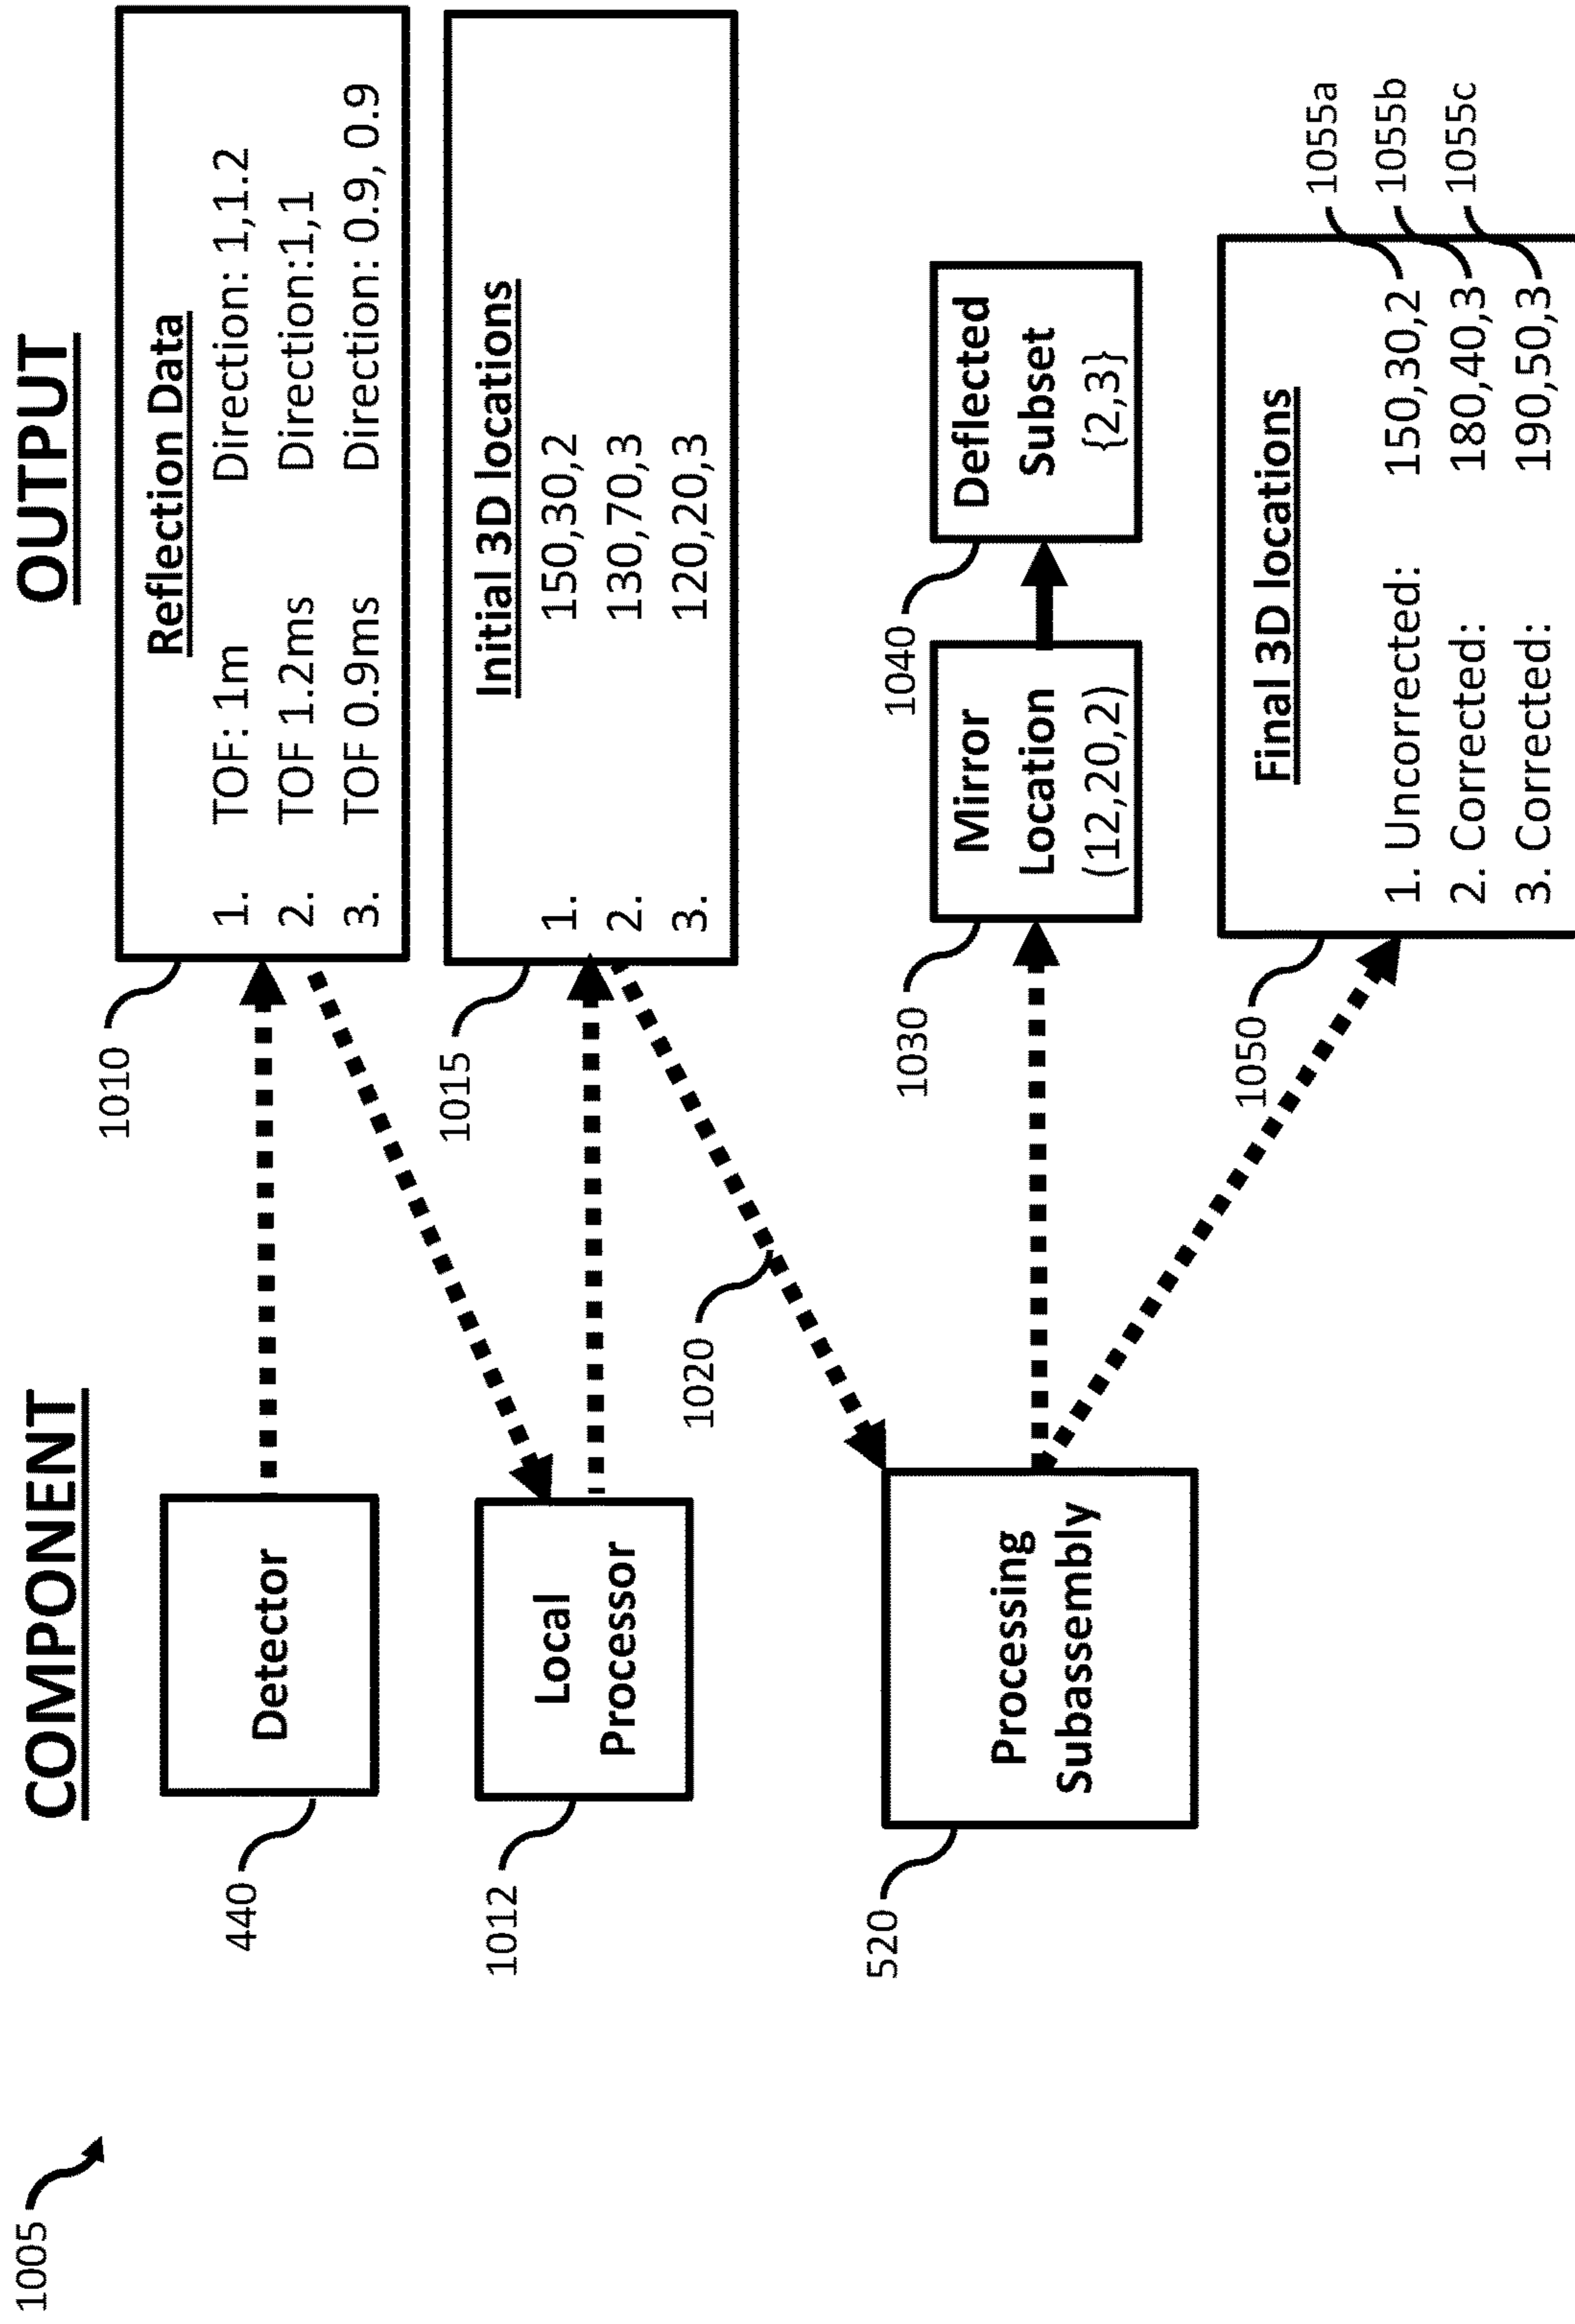 1005
COMPONENT
OUTPUT
440
Detector
1010
Reflection Data
1. TOF: 1m Direction: 1,1.2
2. TOF 1.2ms Direction:1,1
3. TOF 0.9ms Direction: 0.9, 0.9
1012
Local
Processor
1015
Initial 3D locations
1. 150,30,2
2. 130,70,3
3. 120,20,3
1020
520
Processing
Subassembly
1030
Mirror
Location
(12,20,2)
1040
Deflected
Subset
{2,3}
1050
Final 3D locations
1. Uncorrected: 150,30,2
2. Corrected: 180,40,3
3. Corrected: 190,50,3
1055a
1055b
1055c